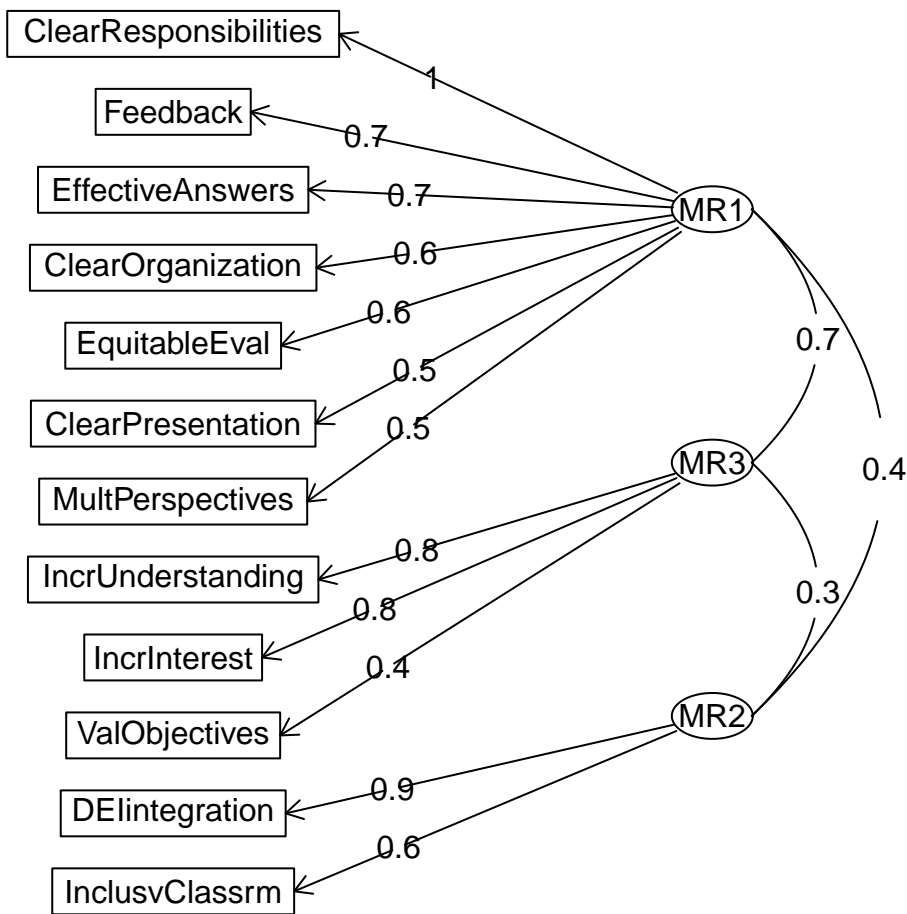 ClearResponsibilities
1
Feedback
0.7
EffectiveAnswers
0.7
MR1
ClearOrganization
0.6
EquitableEval
0.6
0.7
ClearPresentation
0.5
MultPerspectives
0.5
MR3
0.4
IncrUnderstanding
0.8
0.3
IncrInterest
0.8
ValObjectives
0.4
MR2
DEIintegration
0.9
InclusvClassrm
0.6